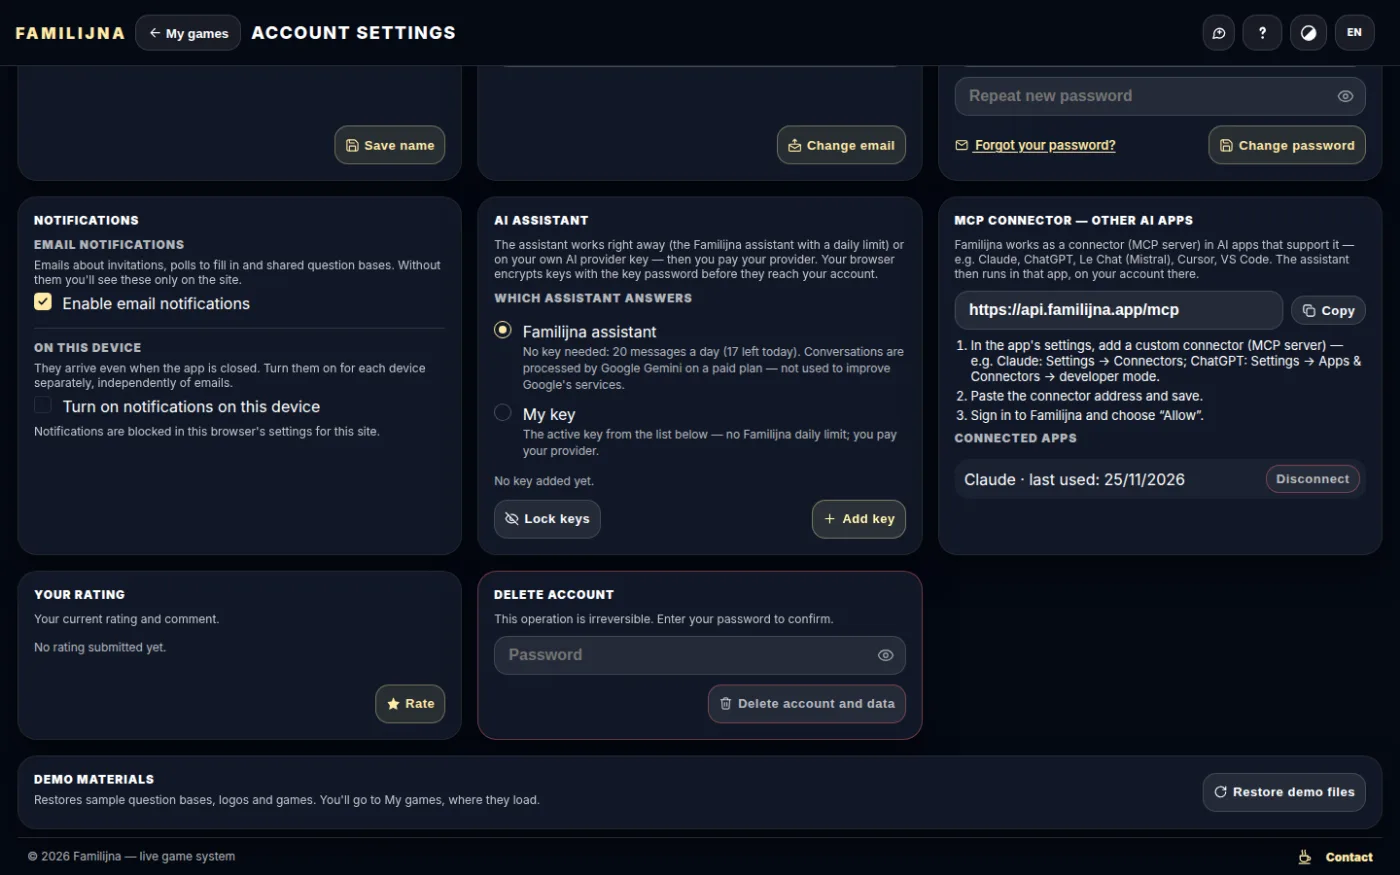 FAMILIJNA
← My games
ACCOUNT SETTINGS
?
EN
Save name
Change email
Repeat new password
Forgot your password?
Change password
NOTIFICATIONS
EMAIL NOTIFICATIONS
Emails about invitations, polls to fill in and shared question bases. Without
them you'll see these only on the site.
Enable email notifications
ON THIS DEVICE
They arrive even when the app is closed. Turn them on for each device
separately, independently of emails.
Turn on notifications on this device
Notifications are blocked in this browser's settings for this site.
AI ASSISTANT
The assistant works right away (the Familijna assistant with a daily limit) or
on your own AI provider key — then you pay your provider. Your browser
encrypts keys with the key password before they reach your account.
WHICH ASSISTANT ANSWERS
Familijna assistant
No key needed: 20 messages a day (17 left today). Conversations are
processed by Google Gemini on a paid plan — not used to improve
Google's services.
My key
The active key from the list below — no Familijna daily limit; you pay
your provider.
No key added yet.
Lock keys
+ Add key
MCP CONNECTOR — OTHER AI APPS
Familijna works as a connector (MCP server) in AI apps that support it —
e.g. Claude, ChatGPT, Le Chat (Mistral), Cursor, VS Code. The assistant
then runs in that app, on your account there.
https://api.familijna.app/mcp
Copy
1. In the app's settings, add a custom connector (MCP server) —
e.g. Claude: Settings → Connectors; ChatGPT: Settings → Apps &
Connectors → developer mode.
2. Paste the connector address and save.
3. Sign in to Familijna and choose “Allow”.
CONNECTED APPS
Claude · last used: 25/11/2026
Disconnect
YOUR RATING
Your current rating and comment.
No rating submitted yet.
Rate
DELETE ACCOUNT
This operation is irreversible. Enter your password to confirm.
Password
Delete account and data
DEMO MATERIALS
Restores sample question bases, logos and games. You'll go to My games, where they load.
Restore demo files
© 2026 Familijna — live game system
Contact